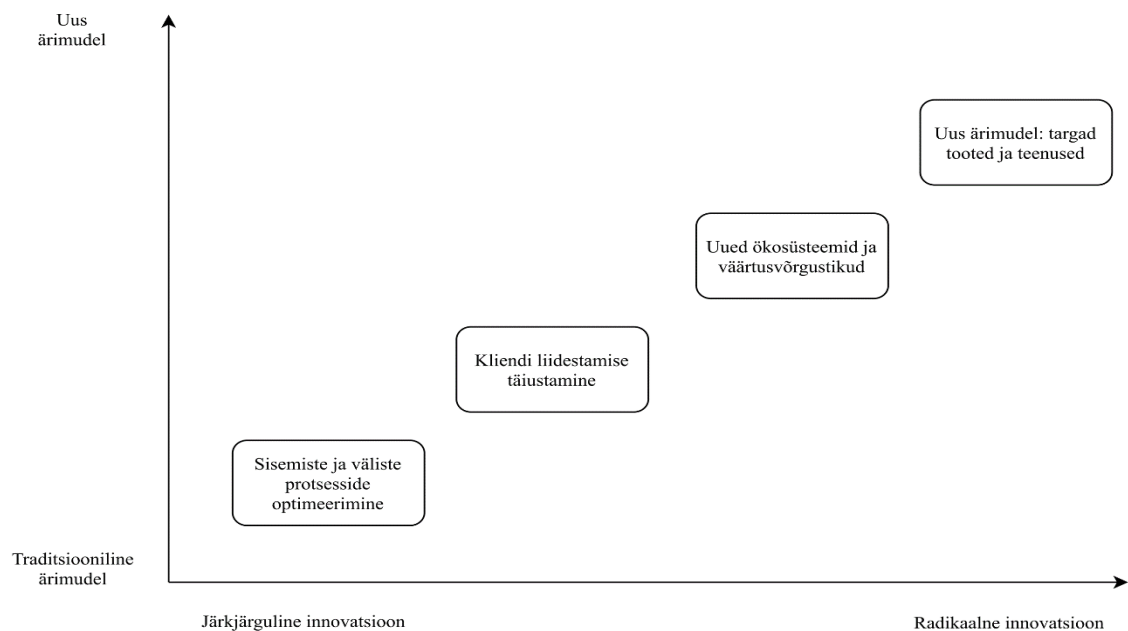 Uus
ärimudel
Uus ärimudel: targad
tooted ja teenused
Uued ökosüsteemid ja
väärtusvõrgustikud
Kliendi liidestamise
täiustamine
Sisemiste ja väliste
protsesside
optimeerimine
Traditsiooniline
ärimudel
Järkjärguline innovatsioon
Radikaalne innovatsioon